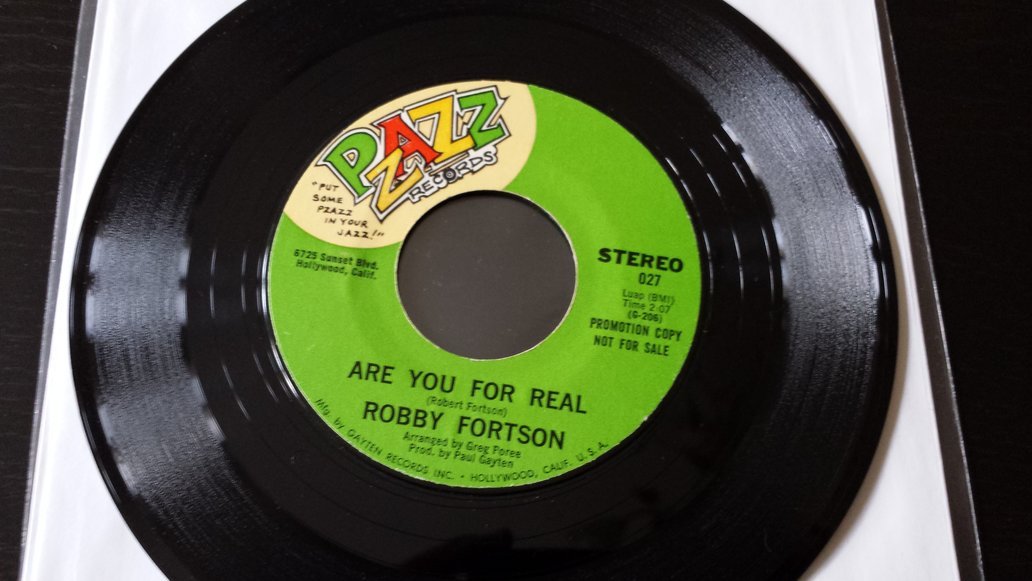 PZAZZ
RECORDS
"PUT
SOME
PZAZZ
IN YOUR
JAZZ!"
6725 Sunset Blvd.
Hollywood, Calif.
STEREO
027
Luap (BMI)
Time 2:07
(G-206)
PROMOTION COPY
NOT FOR SALE
ARE YOU FOR REAL
(Robert Fortson)
ROBBY FORTSON
Arranged by Greg Poree
Prod. by Paul Gayten
Mfg. by GAYTEN RECORDS INC. • HOLLYWOOD, CALIF. U. S. A.